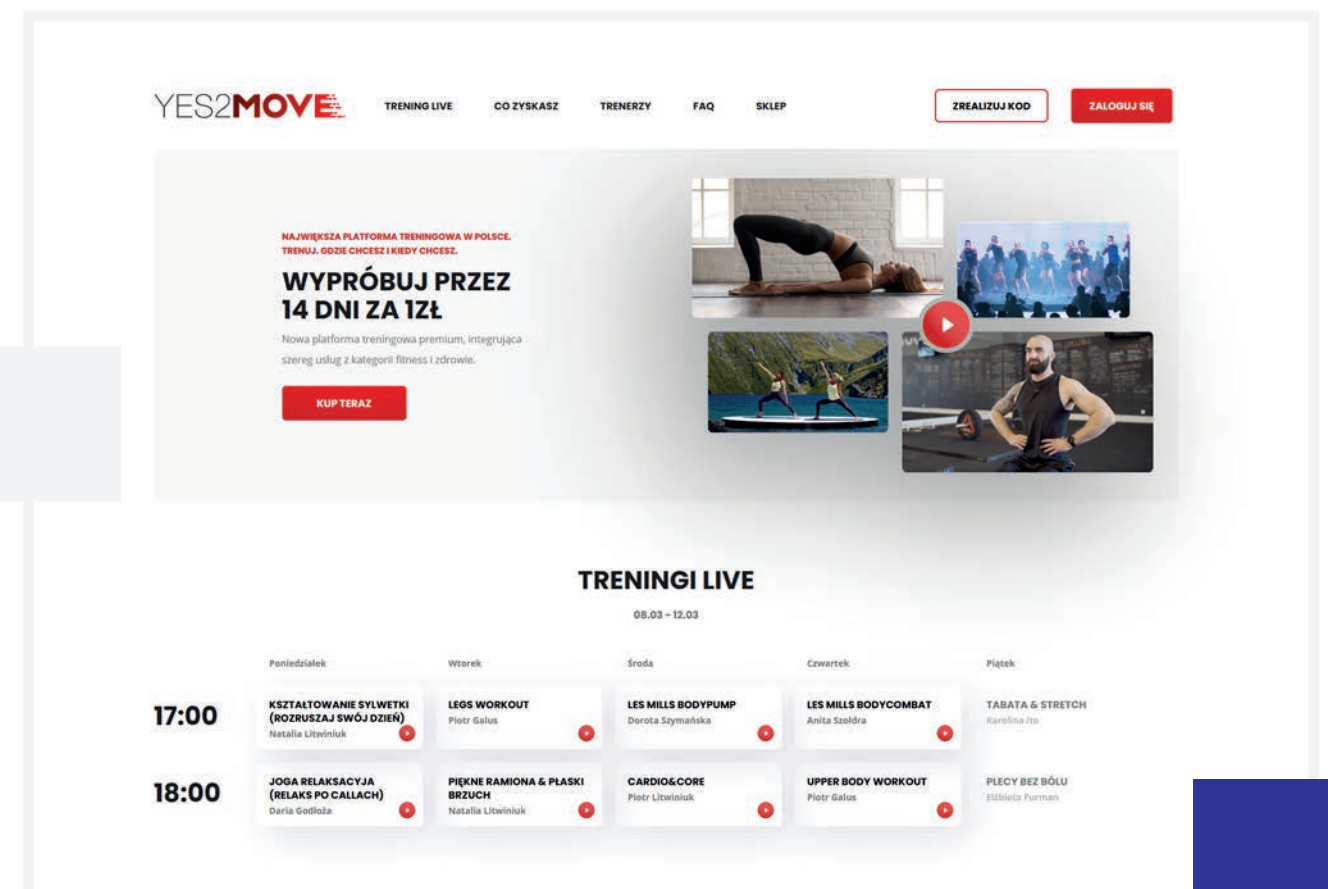 YES2MOVE
TRENING LIVE
CO ZYSKASZ
TRENERZY
FAQ
SKLEP
ZREALIZUJ KOD
ZALOGUJ SIĘ
NAJWIĘKSZA PLATFORMA TRENINGOWA W POLSCE.
TRENUJ. GDZIE CHCESZ I KIEDY CHCESZ.
WYPRÓBUJ PRZEZ
14 DNI ZA 1ZŁ
Nowa platforma treningowa premium, integrująca
szereg usług z kategorii fitness i zdrowie.
KUP TERAZ
TRENINGI LIVE
08.03 – 12.03
Poniedziałek
Wtorek
Środa
Czwartek
Piątek
17:00
KSZTAŁTOWANIE SYLWETKI
(ROZRUSZAJ SWÓJ DZIEŃ)
Natalia Litwiniuk
LEGS WORKOUT
Piotr Galus
LES MILLS BODYPUMP
Dorota Szymańska
LES MILLS BODYCOMBAT
Anita Szołdra
TABATA & STRETCH
Karolina Ito
18:00
JOGA RELAKSACYJA
(RELAKS PO CALLACH)
Daria Godłoża
PIĘKNE RAMIONA & PŁASKI
BRZUCH
Natalia Litwiniuk
CARDIO&CORE
Piotr Litwiniuk
UPPER BODY WORKOUT
Piotr Galus
PLECY BEZ BÓLU
Elżbieta Furman